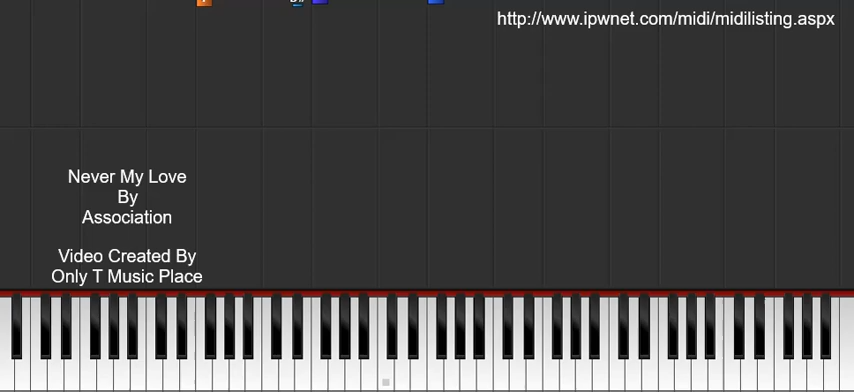 http://www.ipwnet.com/midi/midilisting.aspx
Never My Love
By
Association
Video Created By
Only T Music Place